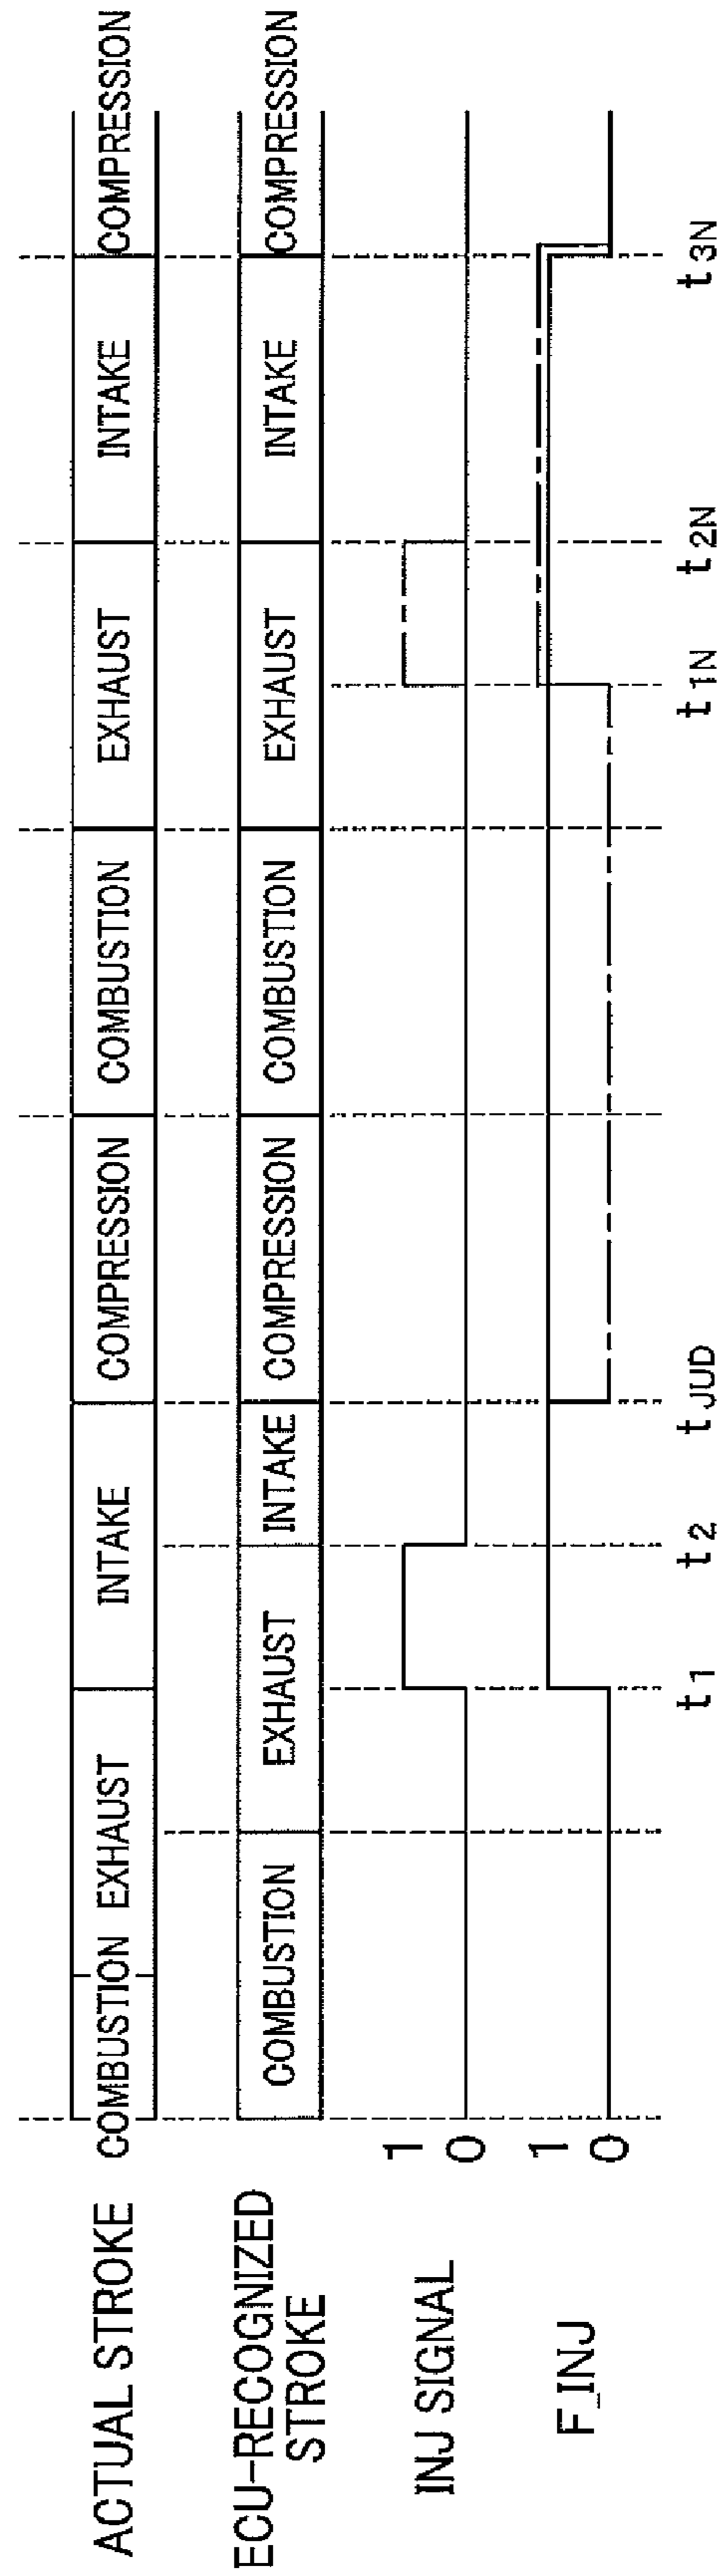 ACTUAL STROKE
COMBUSTION EXHAUST INTAKE COMPRESSION COMBUSTION EXHAUST INTAKE COMPRESSION
ECU-RECOGNIZED
STROKE
COMBUSTION EXHAUST INTAKE COMPRESSION COMBUSTION EXHAUST INTAKE COMPRESSION
INJ SIGNAL
1
0
F_INJ
1
0
t1 t2 tJUD t1N t2N t3N